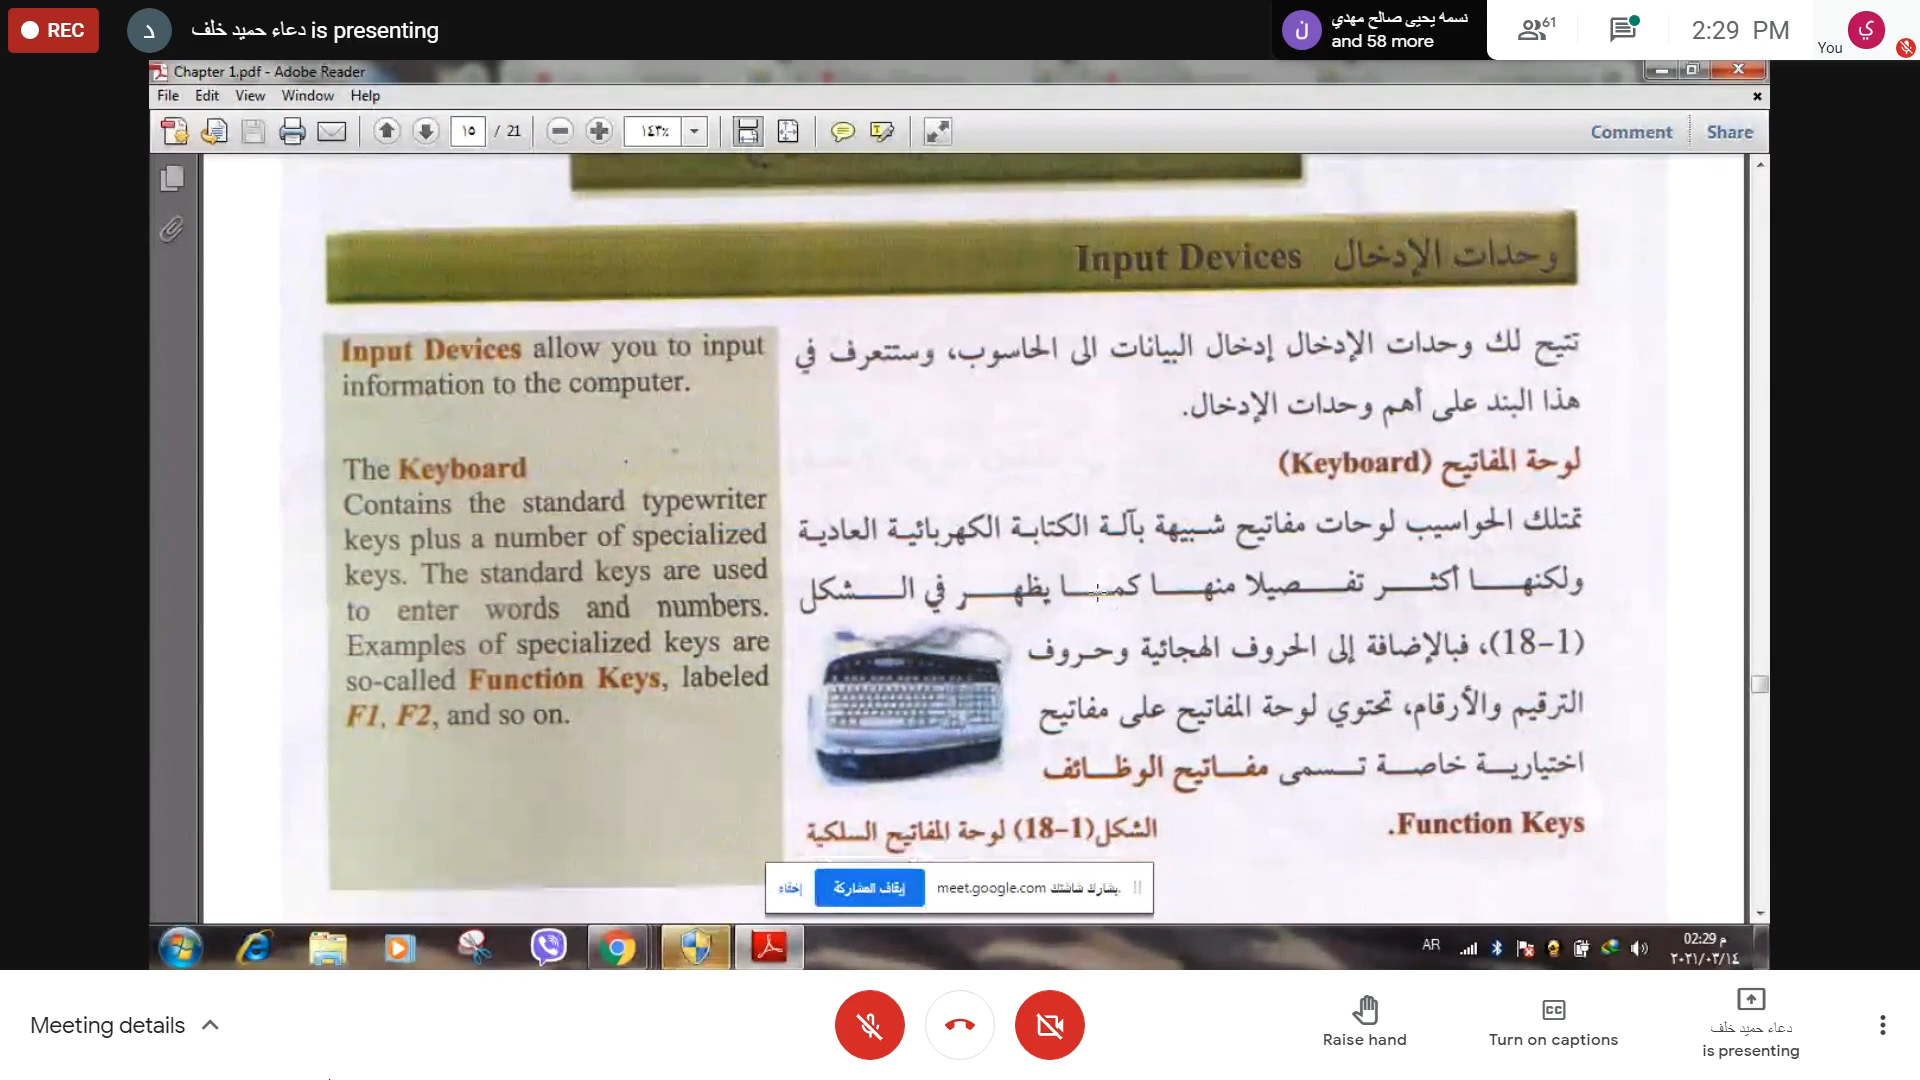 REC
د
دعاء حميد خلف is presenting
ن
نسمه يحيى صالح مهدي
and 58 more
61
2:29 PM
You
ي
Chapter 1.pdf - Adobe Reader
File Edit View Window Help
١٥ / 21
١٤٣٪
Comment Share
Input Devices وحدات الإدخال
Input Devices allow you to input
information to the computer.
The Keyboard
Contains the standard typewriter
keys plus a number of specialized
keys. The standard keys are used
to enter words and numbers.
Examples of specialized keys are
so-called Function Keys, labeled
F1, F2, and so on.
تتيح لك وحدات الإدخال إدخال البيانات الى الحاسوب، وستتعرف في
هذا البند على أهم وحدات الإدخال.
لوحة المفاتيح (Keyboard)
تمتلك الحواسيب لوحات مفاتيح شبيهة بآلة الكتابة الكهربائية العادية
ولكنها أكثر تفصيلا منها كما يظهر في الشكل
(1-18)، فبالإضافة إلى الحروف الهجائية وحروف
الترقيم والأرقام، تحتوي لوحة المفاتيح على مفاتيح
اختيارية خاصة تسمى مفاتيح الوظائف
Function Keys.
الشكل(1-18) لوحة المفاتيح السلكية
يشارك شاشتك meet.google.com.
إيقاف المشاركة
إخفاء
AR
02:29 م
٢٠٢١/٠٣/١٤
Meeting details
Raise hand
CC
Turn on captions
دعاء حميد خلف
is presenting